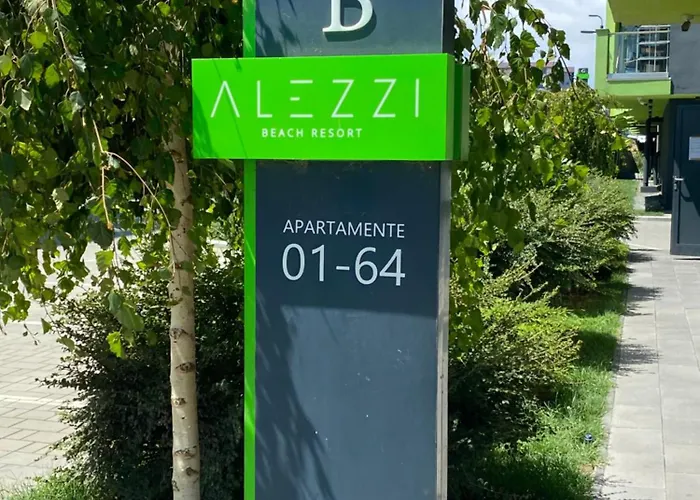 B
ALEZZI
BEACH RESORT
APARTAMENTE
01-64